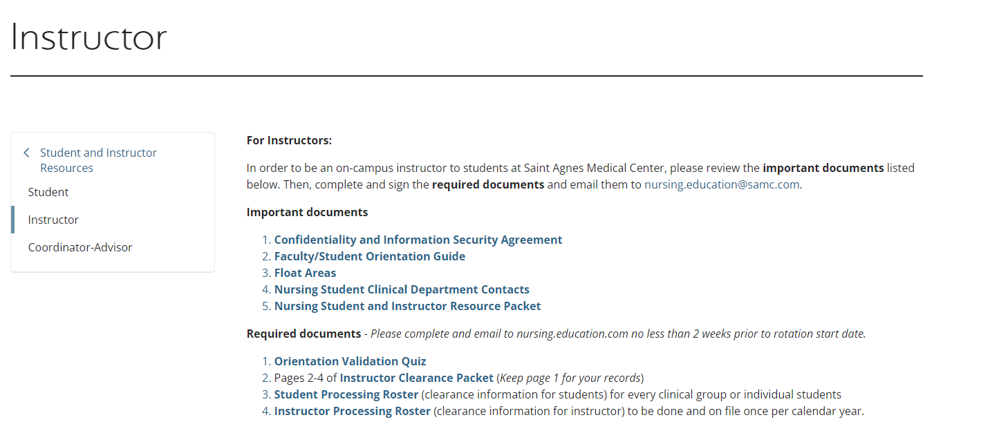 Instructor
Student and Instructor
Resources
Student
Instructor
Coordinator-Advisor
For Instructors:
In order to be an on-campus instructor to students at Saint Agnes Medical Center, please review the important documents listed
below. Then, complete and sign the required documents and email them to nursing.education@samc.com.
Important documents
1. Confidentiality and Information Security Agreement
2. Faculty/Student Orientation Guide
3. Float Areas
4. Nursing Student Clinical Department Contacts
5. Nursing Student and Instructor Resource Packet
Required documents - Please complete and email to nursing.education.com no less than 2 weeks prior to rotation start date.
1. Orientation Validation Quiz
2. Pages 2-4 of Instructor Clearance Packet (Keep page 1 for your records)
3. Student Processing Roster (clearance information for students) for every clinical group or individual students
4. Instructor Processing Roster (clearance information for instructor) to be done and on file once per calendar year.